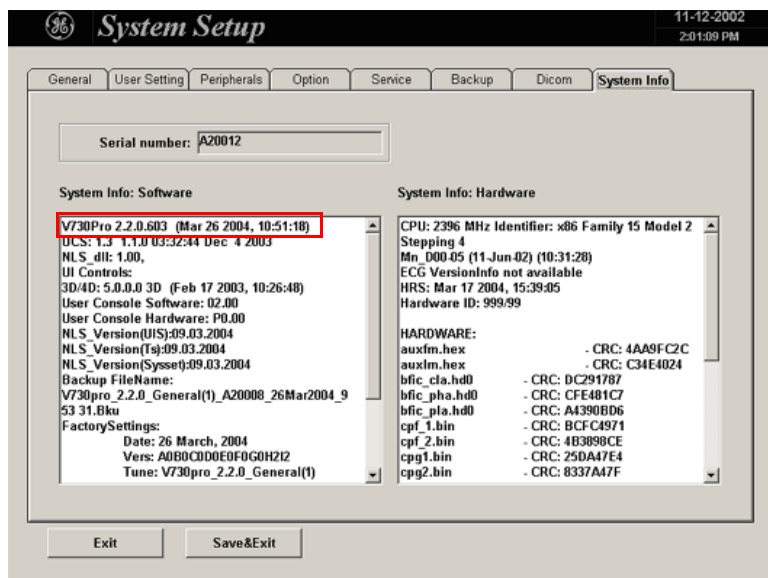 System Setup
11-12-2002
2:01:09 PM
General
User Setting
Peripherals
Option
Service
Backup
Dicom
System Info
Serial number:
A20012
System Info: Software
V730Pro 2.2.0.603 (Mar 26 2004, 10:51:18)
UCS: 1.3 1.1.0 03:32:44 Dec 4 2003
NLS_dll: 1.00,
UI Controls:
3D/4D: 5.0.0.0 3D (Feb 17 2003, 10:26:48)
User Console Software: 02.00
User Console Hardware: P0.00
NLS_Version(UIS):09.03.2004
NLS_Version(Ts):09.03.2004
NLS_Version(Sysset):09.03.2004
Backup FileName:
V730pro_2.2.0_General(1)_A20008_26Mar2004_9
53 31.Bku
FactorySettings:
Date: 26 March, 2004
Vers: A0B0C0D0E0F0G0H2I2
Tune: V730pro_2.2.0_General(1)
System Info: Hardware
CPU: 2396 MHz Identifier: x86 Family 15 Model 2
Stepping 4
Mn_D00-05 (11-Jun-02) (10:31:28)
ECG VersionInfo not available
HRS: Mar 17 2004, 15:39:05
Hardware ID: 999/99
HARDWARE:
auxfm.hex - CRC: 4AA9FC2C
auxlm.hex - CRC: C34E4024
bfic_cla.hd0 - CRC: DC291787
bfic_pha.hd0 - CRC: CFE481C7
bfic_pla.hd0 - CRC: A4390BD6
cpf_1.bin - CRC: BCFC4971
cpf_2.bin - CRC: 4B3898CE
cpg1.bin - CRC: 25DA47E4
cpg2.bin - CRC: 8337A47F
Exit
Save&Exit